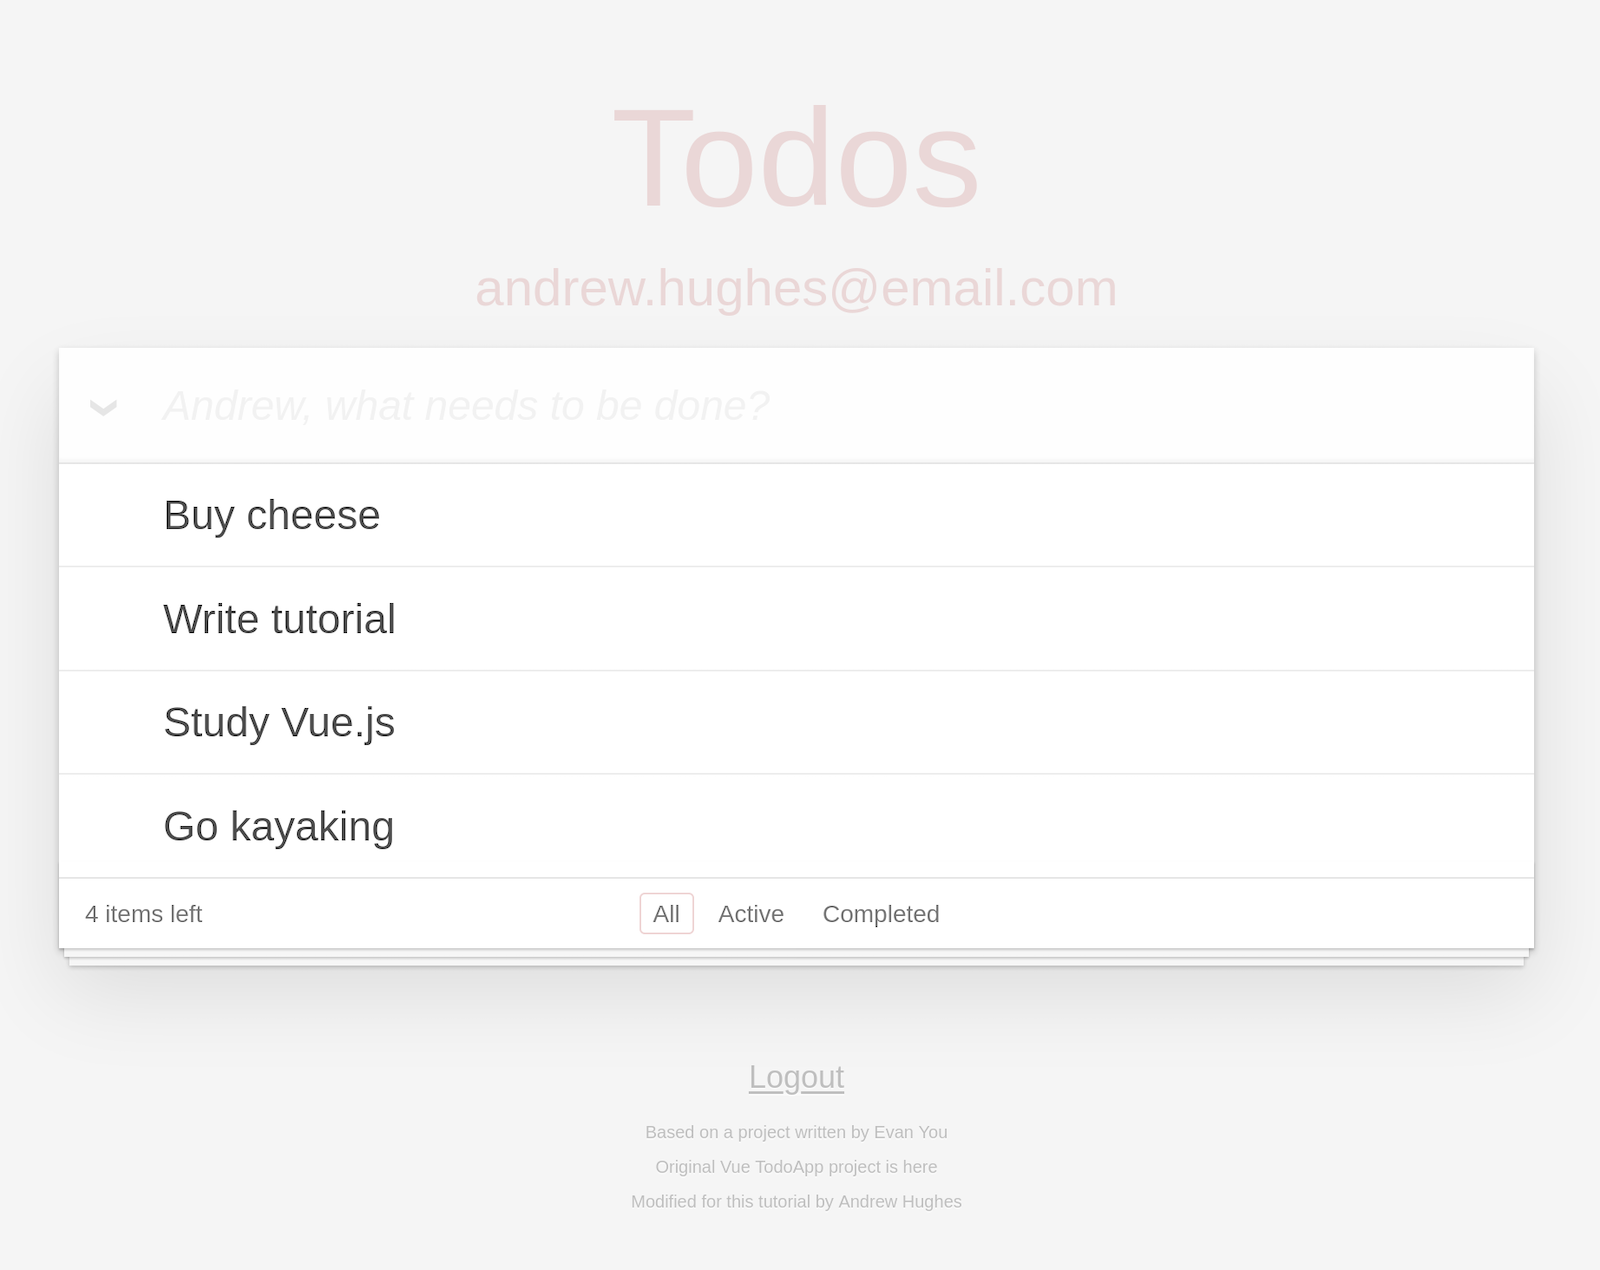 Todos
andrew.hughes@email.com
Andrew, what needs to be done?
Buy cheese
Write tutorial
Study Vue.js
Go kayaking
4 items left All Active Completed
Logout
Based on a project written by Evan You
Original Vue TodoApp project is here
Modified for this tutorial by Andrew Hughes